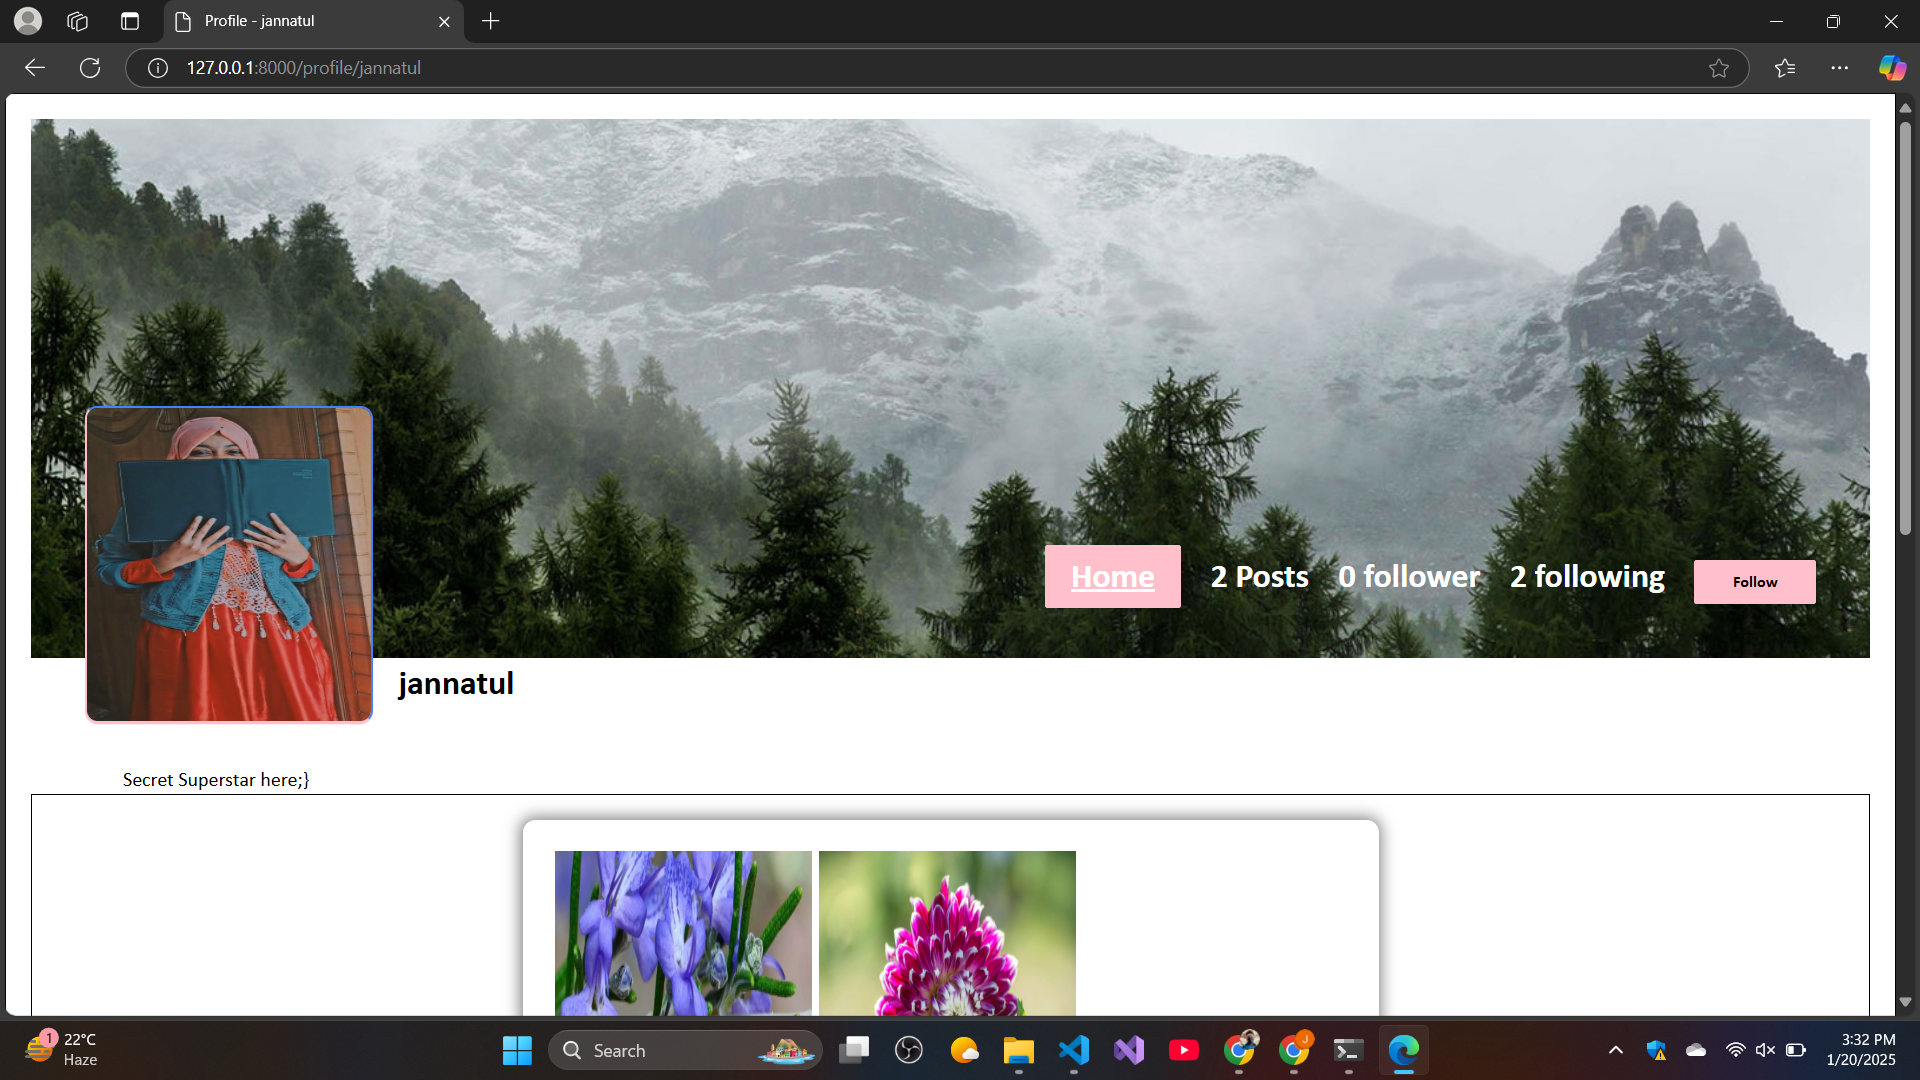 Profile - jannatul
127.0.0.1:8000/profile/jannatul
Home 2 Posts 0 follower 2 following Follow
jannatul
Secret Superstar here;}
1
22°C
Haze
Search
J
3:32 PM
1/20/2025